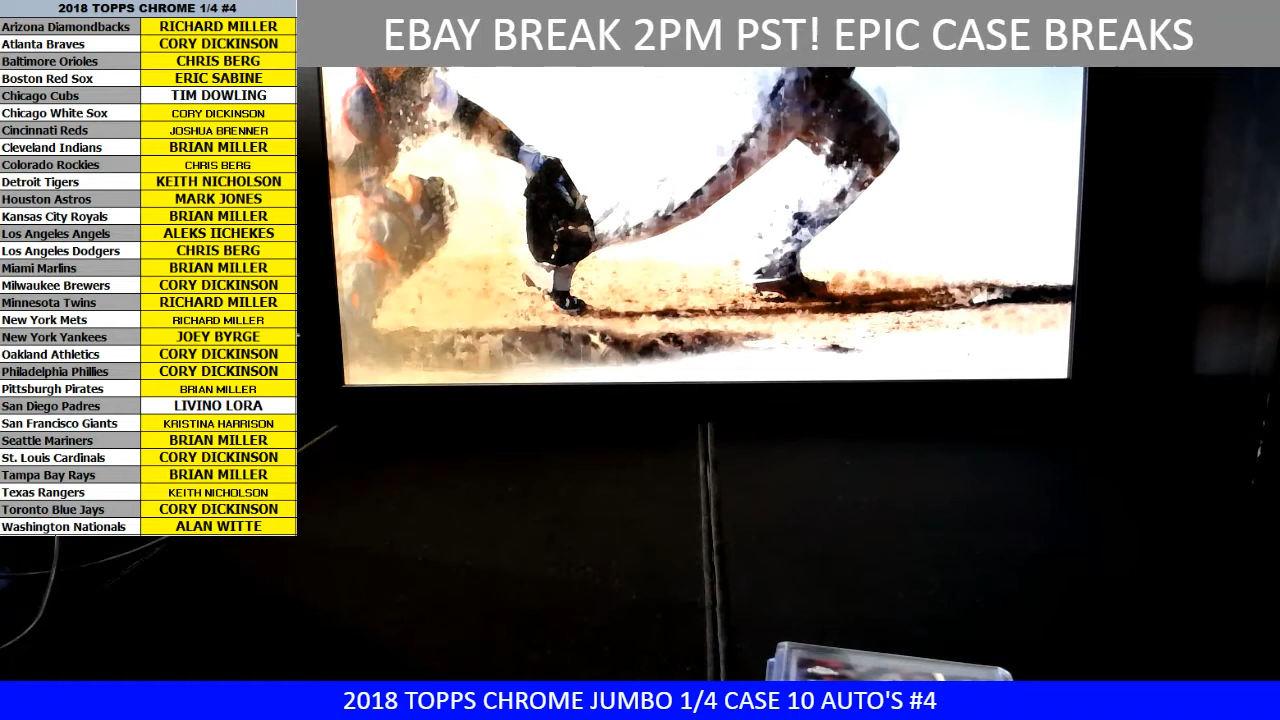 2018 TOPPS CHROME 1/4 #4
Arizona Diamondbacks RICHARD MILLER
Atlanta Braves CORY DICKINSON
Baltimore Orioles CHRIS BERG
Boston Red Sox ERIC SABINE
Chicago Cubs TIM DOWLING
Chicago White Sox CORY DICKINSON
Cincinnati Reds JOSHUA BRENNER
Cleveland Indians BRIAN MILLER
Colorado Rockies CHRIS BERG
Detroit Tigers KEITH NICHOLSON
Houston Astros MARK JONES
Kansas City Royals BRIAN MILLER
Los Angeles Angels ALEKS IICHEKES
Los Angeles Dodgers CHRIS BERG
Miami Marlins BRIAN MILLER
Milwaukee Brewers CORY DICKINSON
Minnesota Twins RICHARD MILLER
New York Mets RICHARD MILLER
New York Yankees JOEY BYRGE
Oakland Athletics CORY DICKINSON
Philadelphia Phillies CORY DICKINSON
Pittsburgh Pirates BRIAN MILLER
San Diego Padres LIVINO LORA
San Francisco Giants KRISTINA HARRISON
Seattle Mariners BRIAN MILLER
St. Louis Cardinals CORY DICKINSON
Tampa Bay Rays BRIAN MILLER
Texas Rangers KEITH NICHOLSON
Toronto Blue Jays CORY DICKINSON
Washington Nationals ALAN WITTE
EBAY BREAK 2PM PST! EPIC CASE BREAKS
2018 TOPPS CHROME JUMBO 1/4 CASE 10 AUTO'S #4